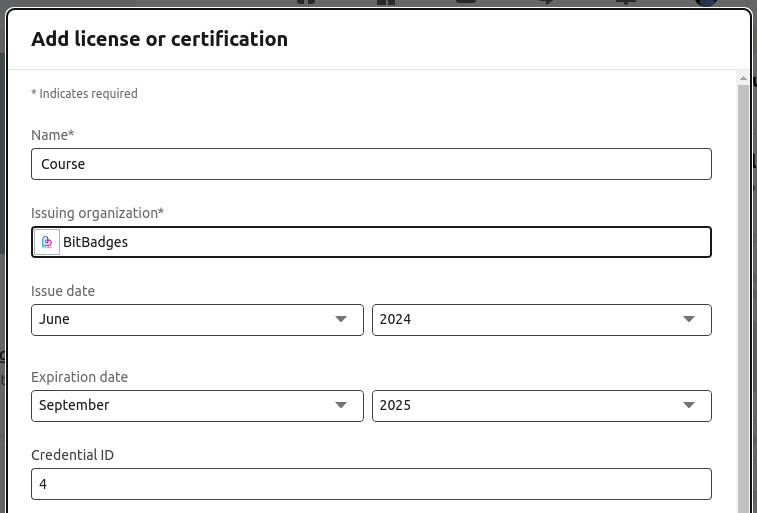 Add license or certification
* Indicates required
Name*
Course
Issuing organization*
BitBadges
Issue date
June 2024
Expiration date
September 2025
Credential ID
4